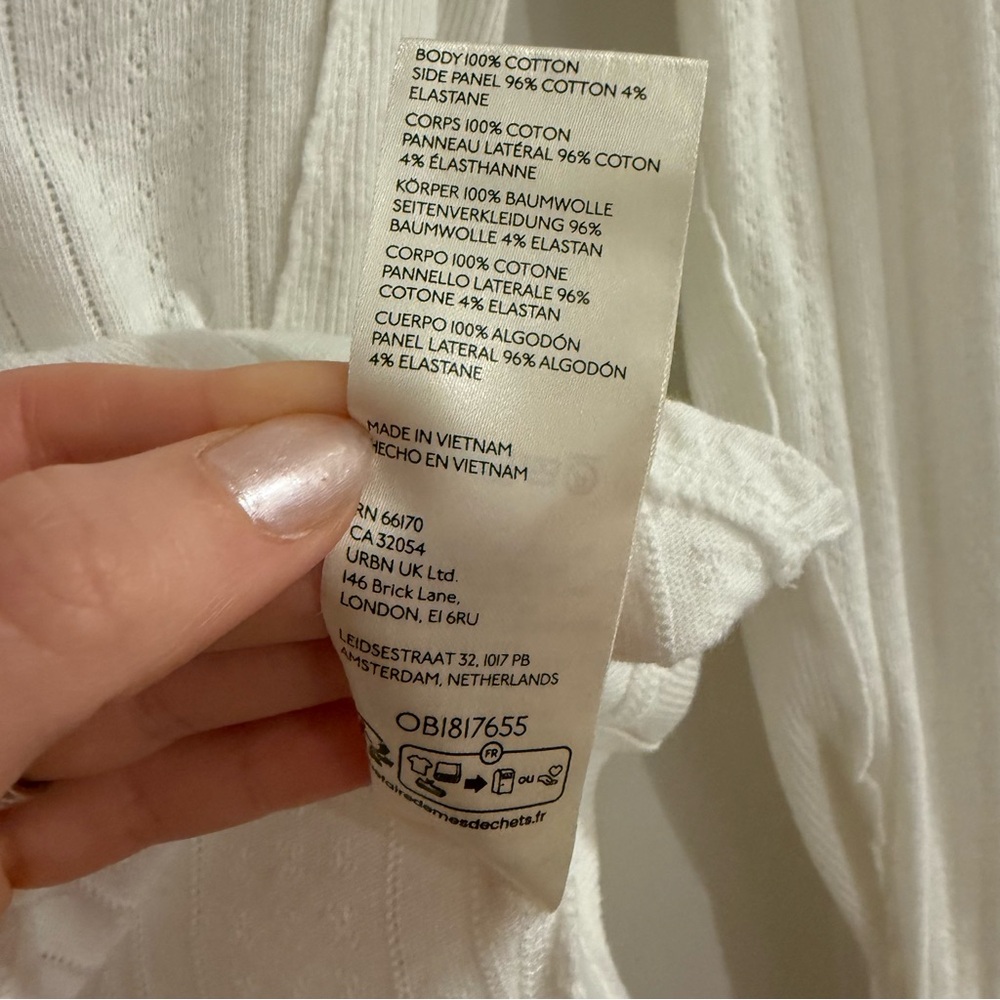 BODY 100% COTTON
SIDE PANEL 96% COTTON 4%
ELASTANE
CORPS 100% COTON
PANNEAU LATÉRAL 96% COTON
4% ÉLASTHANNE
KÖRPER 100% BAUMWOLLE
SEITENVERKLEIDUNG 96%
BAUMWOLLE 4% ELASTAN
CORPO 100% COTONE
PANNELLO LATERALE 96%
COTONE 4% ELASTAN
CUERPO 100% ALGODÓN
PANEL LATERAL 96% ALGODÓN
4% ELASTANE
MADE IN VIETNAM
HECHO EN VIETNAM
RN 66170
CA 32054
URBN UK Ltd.
146 Brick Lane,
LONDON, E1 6RU
LEIDSESTRAAT 32, 1017 PB
AMSTERDAM, NETHERLANDS
OB1817655
FR
OU
efairedemesdechets.fr